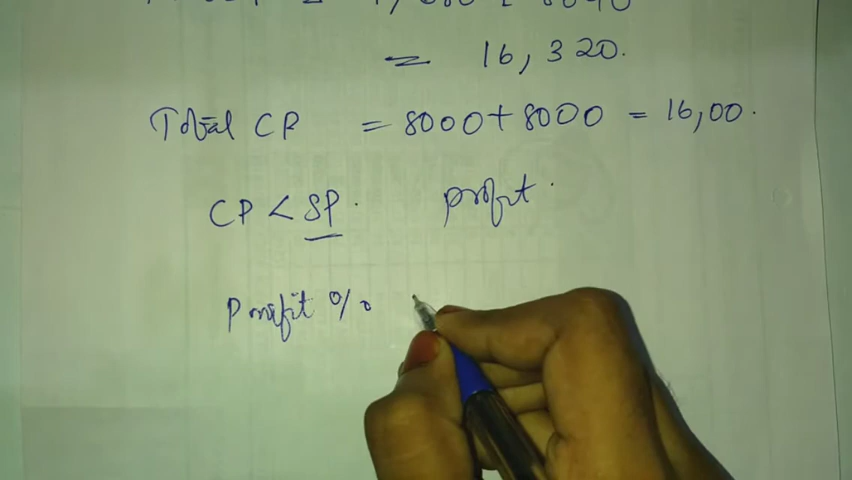 = 16,320.
Total CP = 8000+8000 = 16,00.
CP < SP. profit.
Profit %